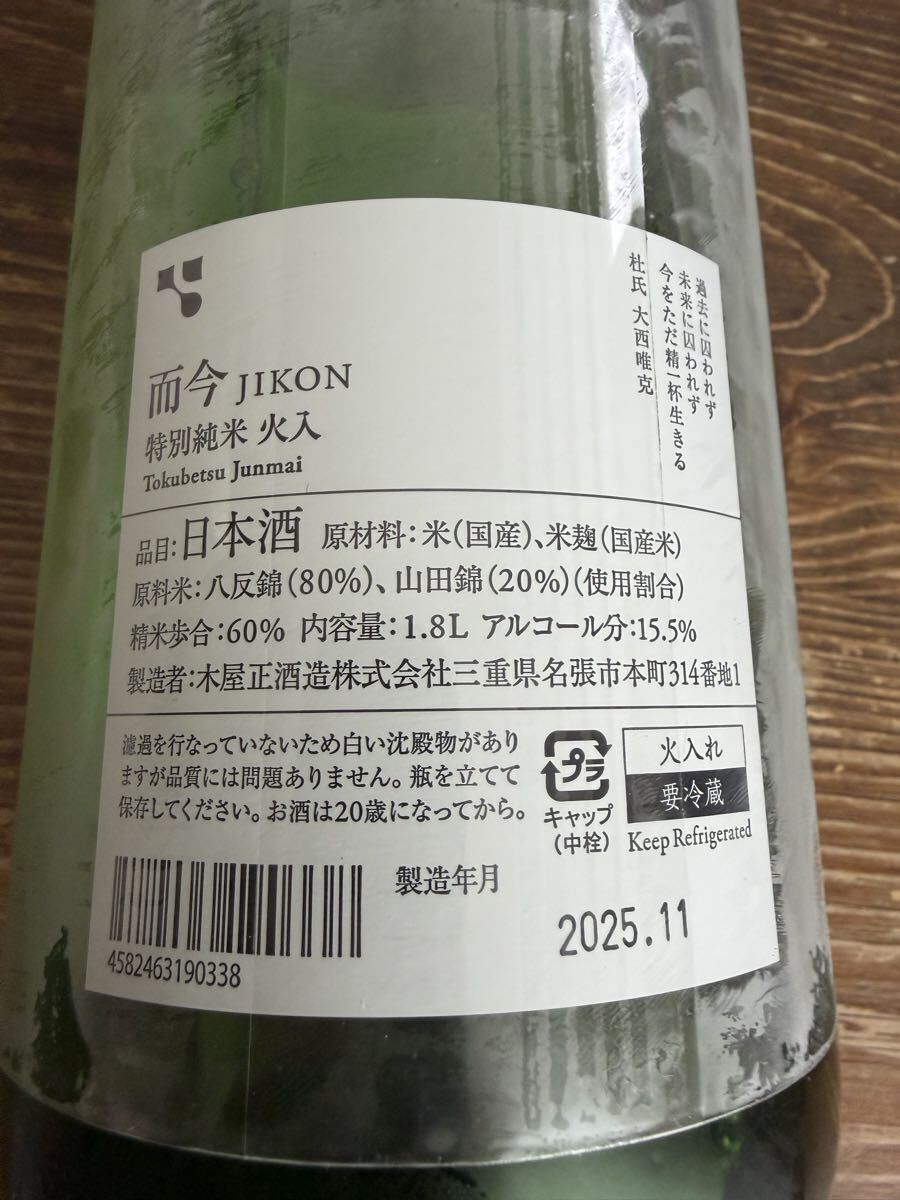 過去に囚われず
未来に囚われず
今をただ精一杯生きる
杜氏 大西唯克
而今 JIKON
特別純米 火入
Tokubetsu Junmai
品目:日本酒 原材料:米(国産)、米麹(国産米)
原料米:八反錦(80%)、山田錦(20%)(使用割合)
精米歩合:60% 内容量:1.8L アルコール分:15.5%
製造者:木屋正酒造株式会社三重県名張市本町314番地1
濾過を行なっていないため白い沈殿物があり
ますが品質には問題ありません。瓶を立てて
保存してください。お酒は20歳になってから。
プラ
キャップ
(中栓)
火入れ
要冷蔵
Keep Refrigerated
製造年月
2025.11
4582463190338